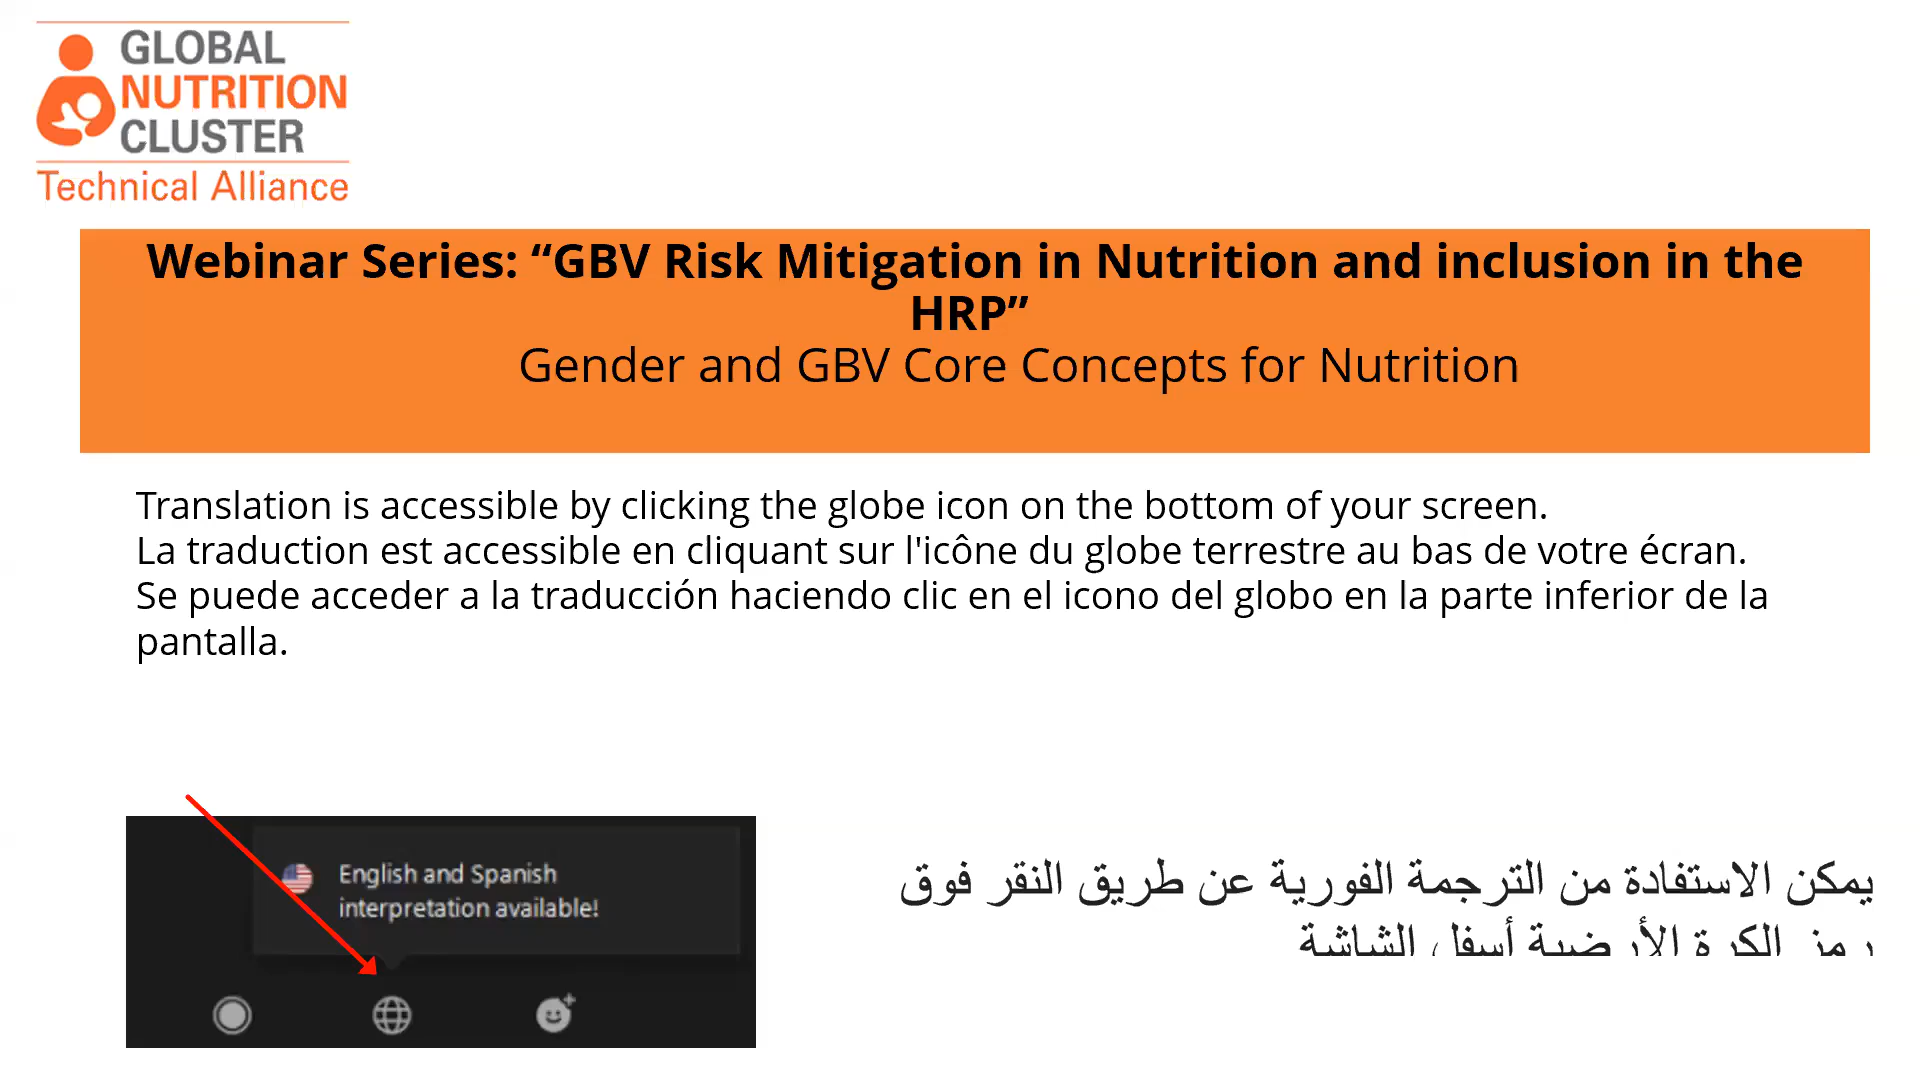 GLOBAL
NUTRITION
CLUSTER
Technical Alliance
Webinar Series: “GBV Risk Mitigation in Nutrition and inclusion in the
HRP”
Gender and GBV Core Concepts for Nutrition
Translation is accessible by clicking the globe icon on the bottom of your screen.
La traduction est accessible en cliquant sur l'icône du globe terrestre au bas de votre écran.
Se puede acceder a la traducción haciendo clic en el icono del globo en la parte inferior de la
pantalla.
English and Spanish
interpretation available!
يمكن الاستفادة من الترجمة الفورية عن طريق النقر فوق
رمز الكرة الأرضية أسفل الشاشة